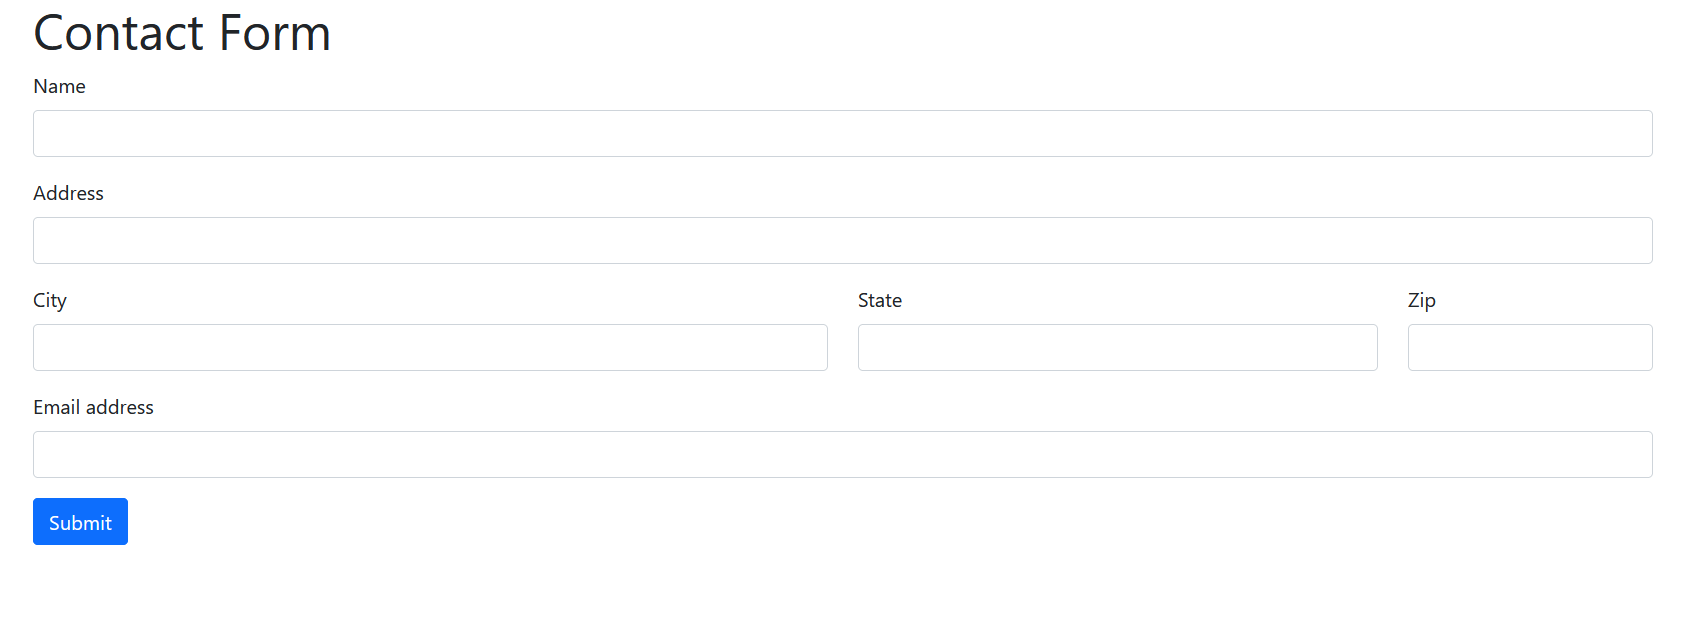 Contact Form
Name
Address
City State Zip
Email address
Submit